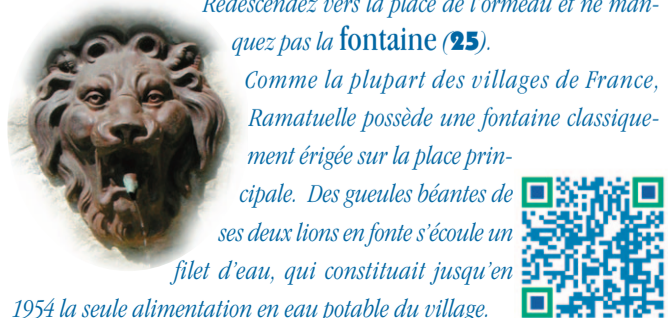 Redescendez vers la place de l'ormeau et ne man-
quez pas la fontaine (25).
Comme la plupart des villages de France,
Ramatuelle possède une fontaine classique-
ment érigée sur la place prin-
cipale. Des gueules béantes de
ses deux lions en fonte s'écoule un
filet d'eau, qui constituait jusqu'en
1954 la seule alimentation en eau potable du village.